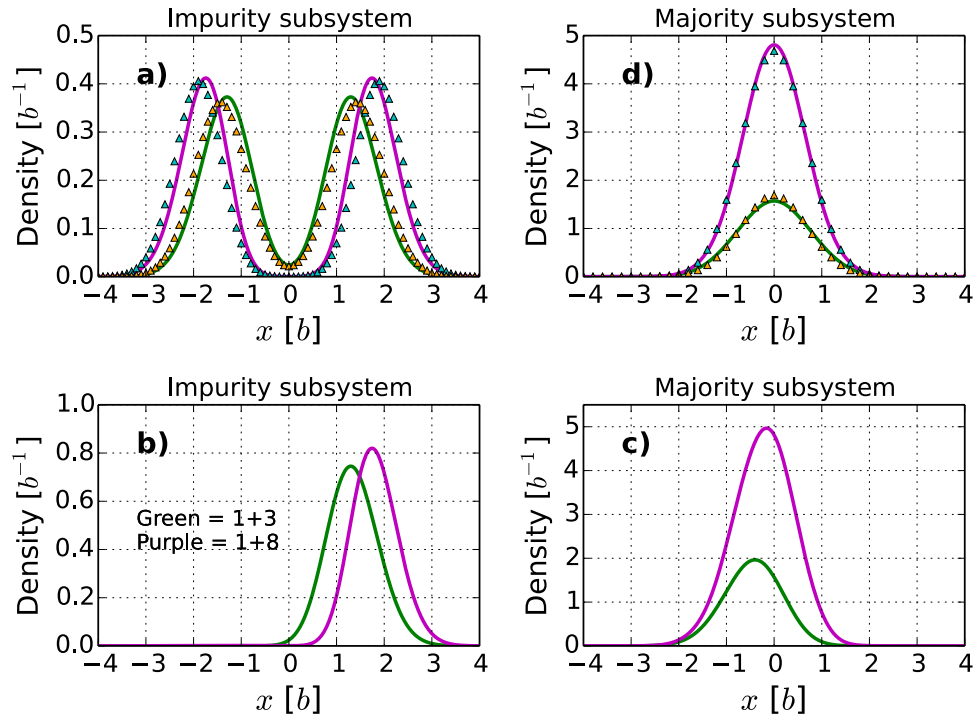 Impurity subsystem
a)
Density [b⁻¹]
0.5
0.4
0.3
0.2
0.1
0.0
−4 −3 −2 −1 0 1 2 3 4
x [b]
Majority subsystem
d)
Density [b⁻¹]
5
4
3
2
1
0
−4 −3 −2 −1 0 1 2 3 4
x [b]
Impurity subsystem
b)
Green = 1+3
Purple = 1+8
Density [b⁻¹]
1.0
0.8
0.6
0.4
0.2
0.0
−4 −3 −2 −1 0 1 2 3 4
x [b]
Majority subsystem
c)
Density [b⁻¹]
5
4
3
2
1
0
−4 −3 −2 −1 0 1 2 3 4
x [b]